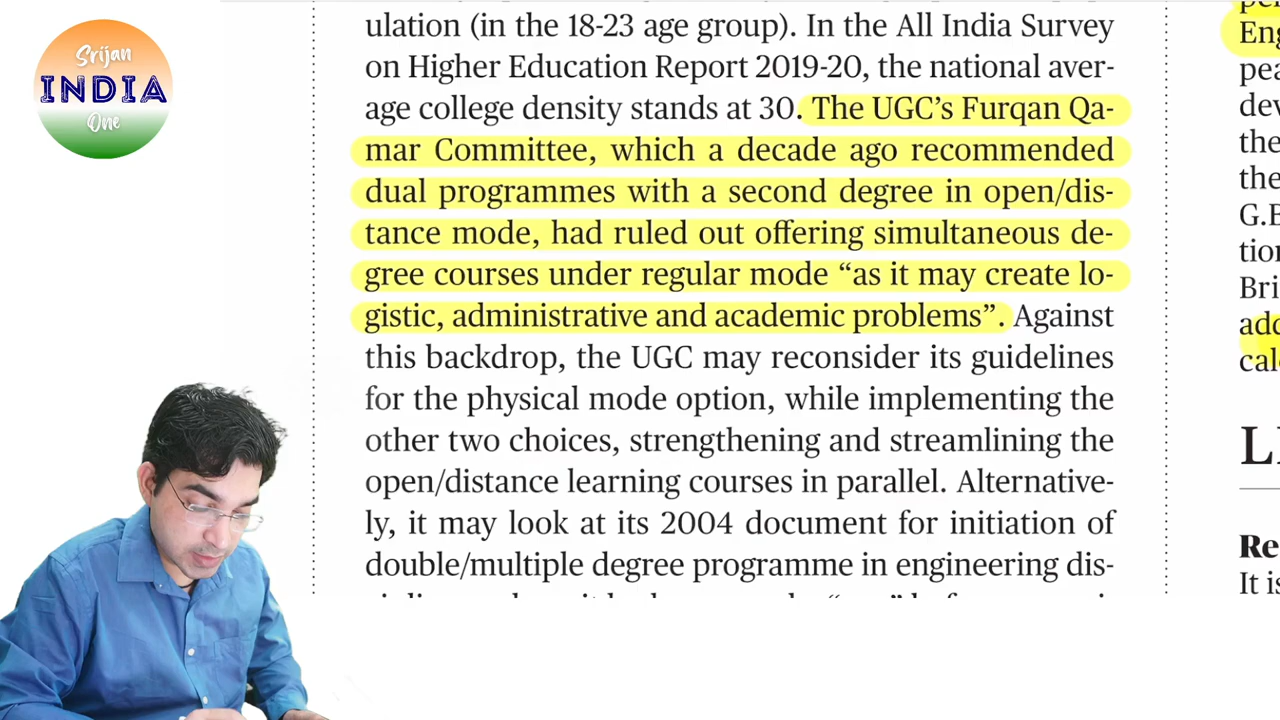 Srijan
INDIA
One
ulation (in the 18-23 age group). In the All India Survey
on Higher Education Report 2019-20, the national aver-
age college density stands at 30. The UGC’s Furqan Qa-
mar Committee, which a decade ago recommended
dual programmes with a second degree in open/dis-
tance mode, had ruled out offering simultaneous de-
gree courses under regular mode “as it may create lo-
gistic, administrative and academic problems”. Against
this backdrop, the UGC may reconsider its guidelines
for the physical mode option, while implementing the
other two choices, strengthening and streamlining the
open/distance learning courses in parallel. Alternative-
ly, it may look at its 2004 document for initiation of
double/multiple degree programme in engineering dis-
Eng
pea
dev
the
the
G.B
tion
Bri
add
cal
Re
It is